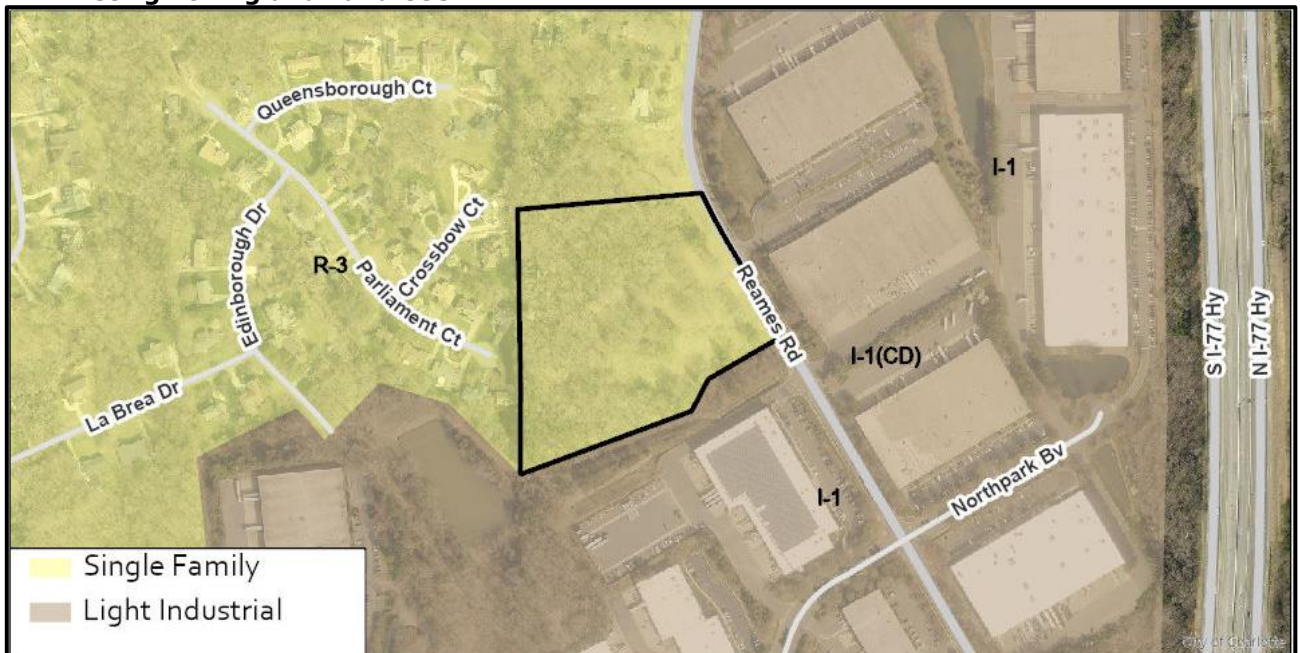 Queensborough Ct
I-1
Edinborough Dr
Crossbow Ct
R-3
Parliament Ct
Reames Rd
I-1(CD)
S I-77 Hy
N I-77 Hy
La Brea Dr
I-1
Northpark Bv
Single Family
Light Industrial
City of Charlotte